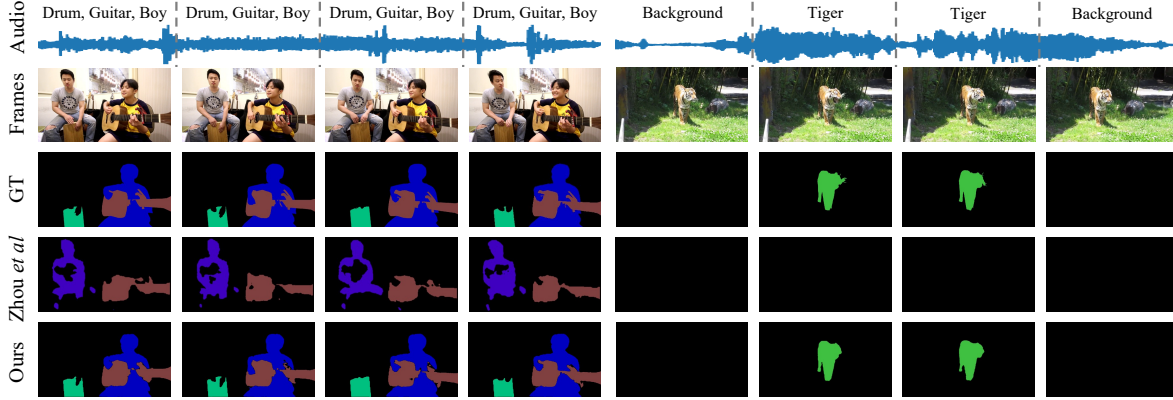 Audio
Drum, Guitar, Boy
Drum, Guitar, Boy
Drum, Guitar, Boy
Drum, Guitar, Boy
Background
Tiger
Tiger
Background
Frames
GT
Zhou et al
Ours